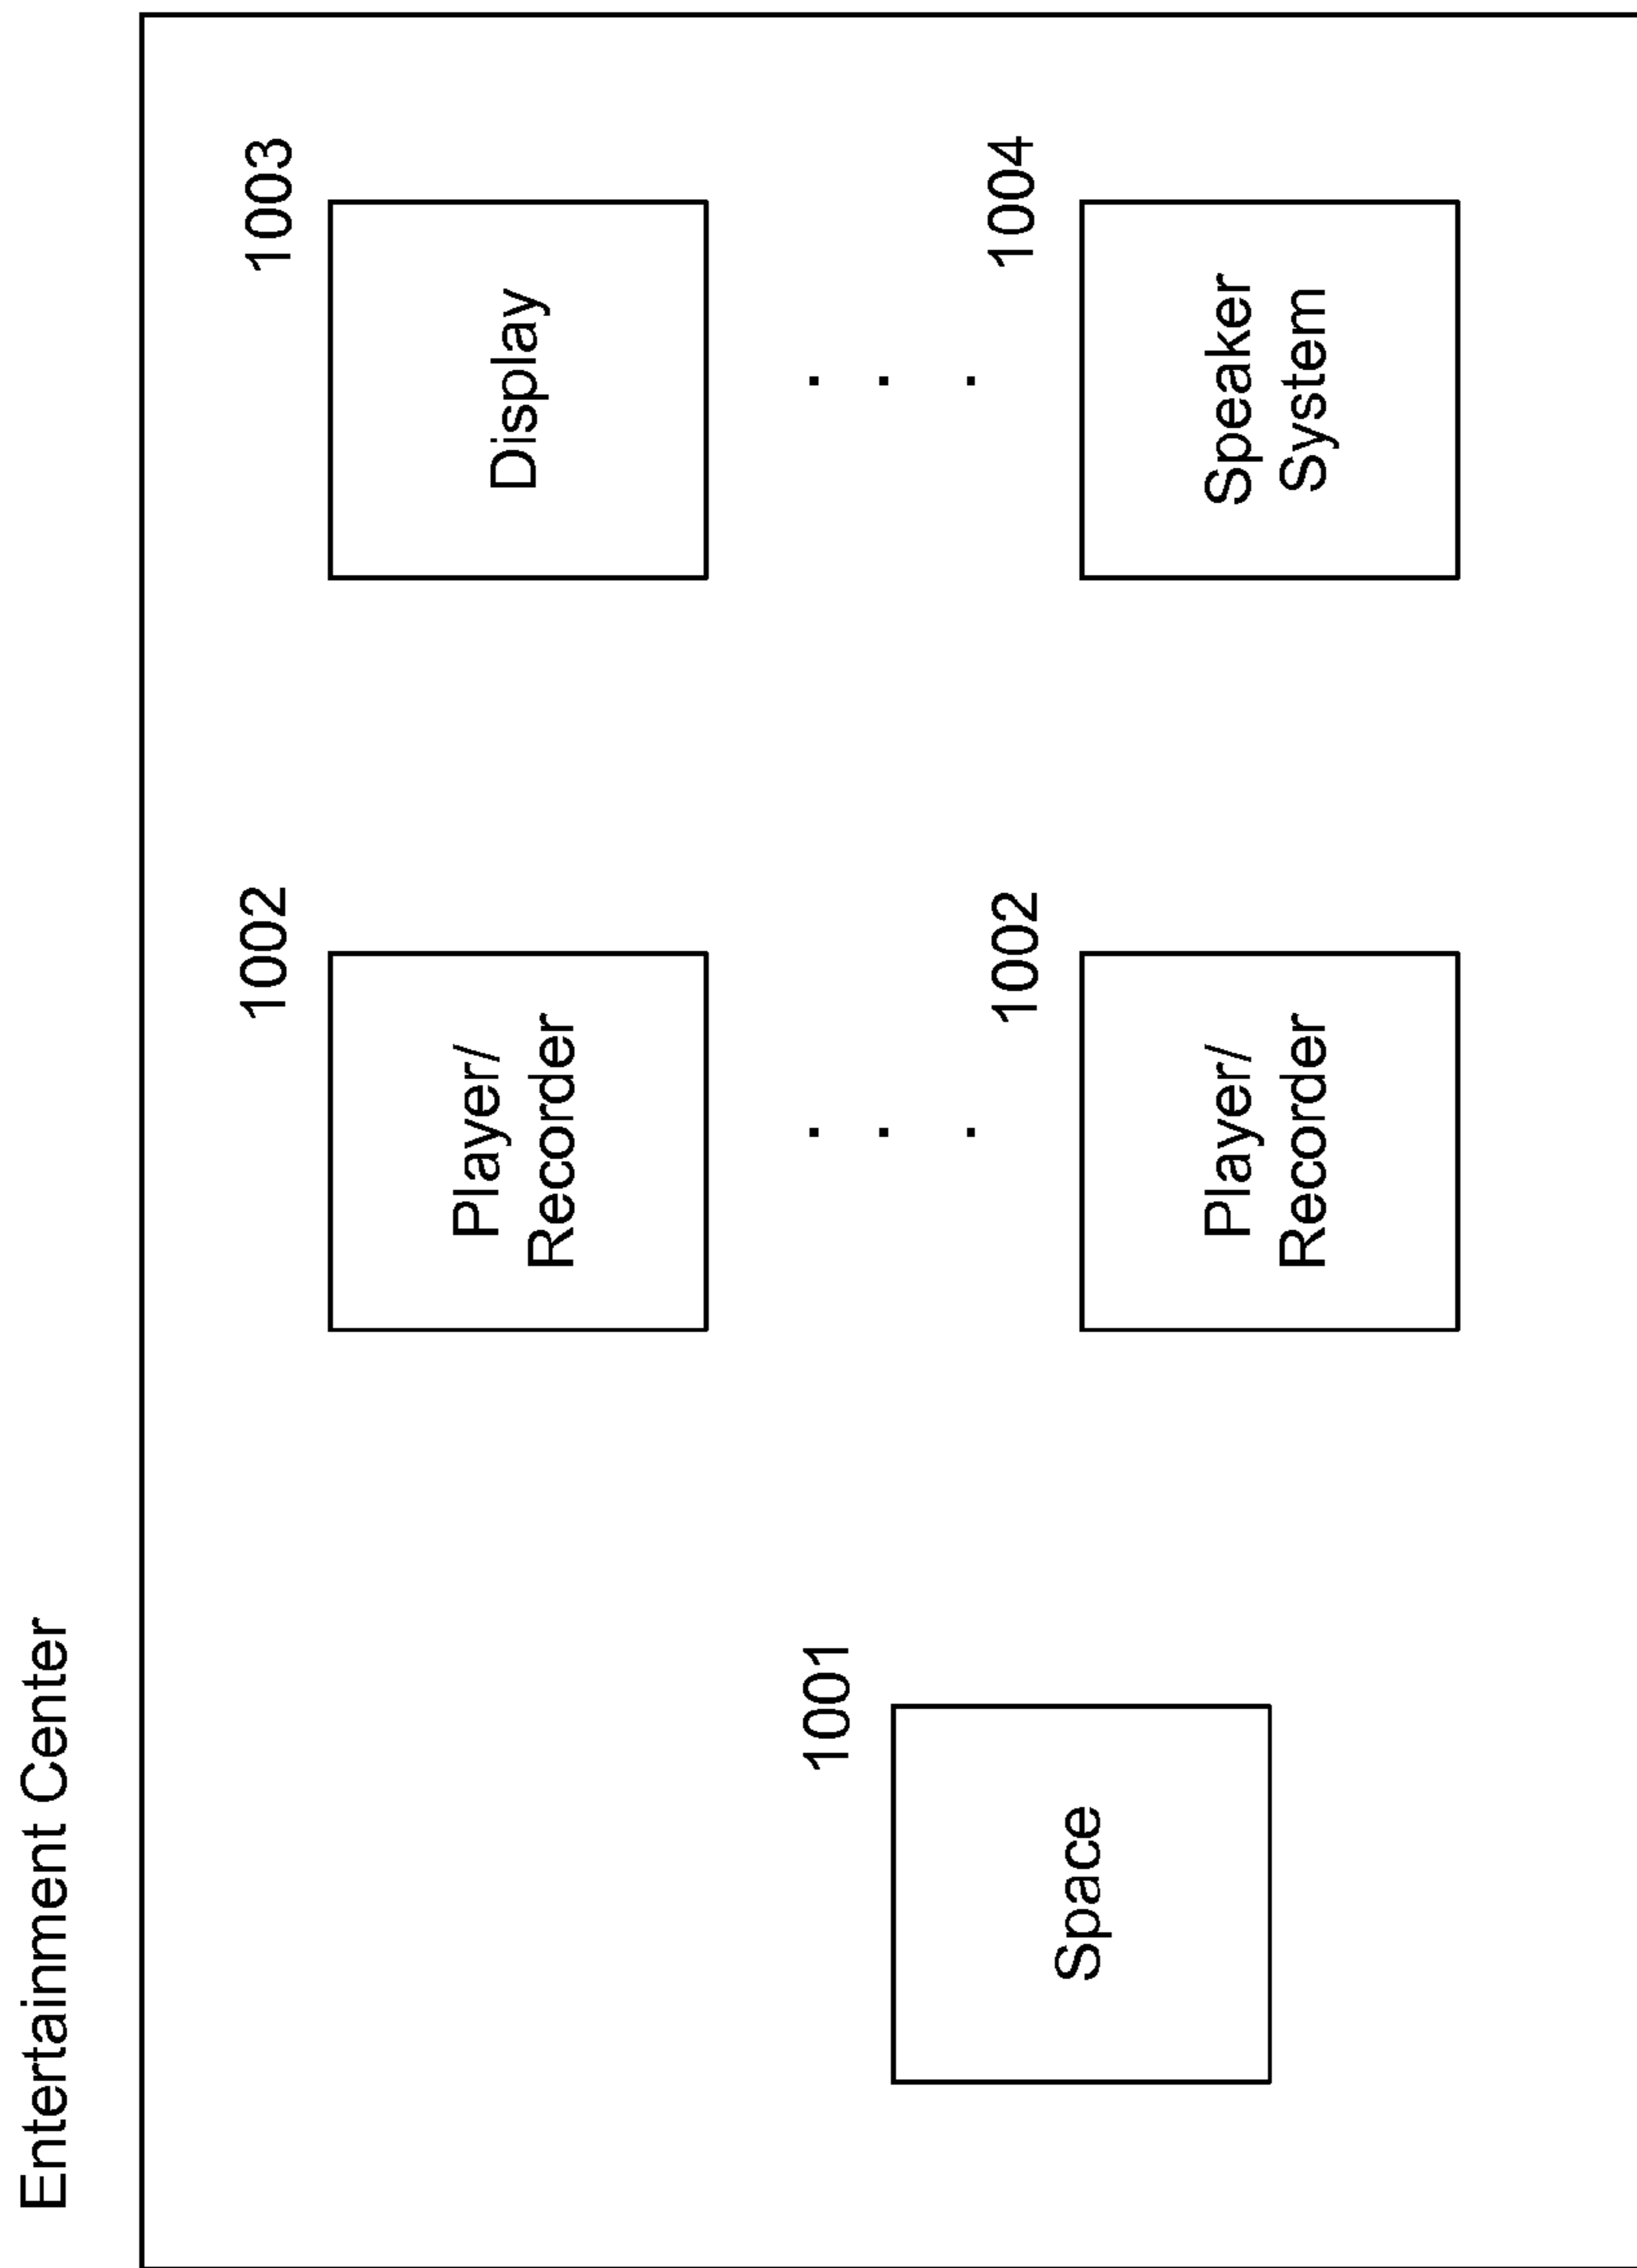 Entertainment Center
1002
Player/
Recorder
1003
Display
. . .
. . .
1001
Space
1002
Player/
Recorder
1004
Speaker
System